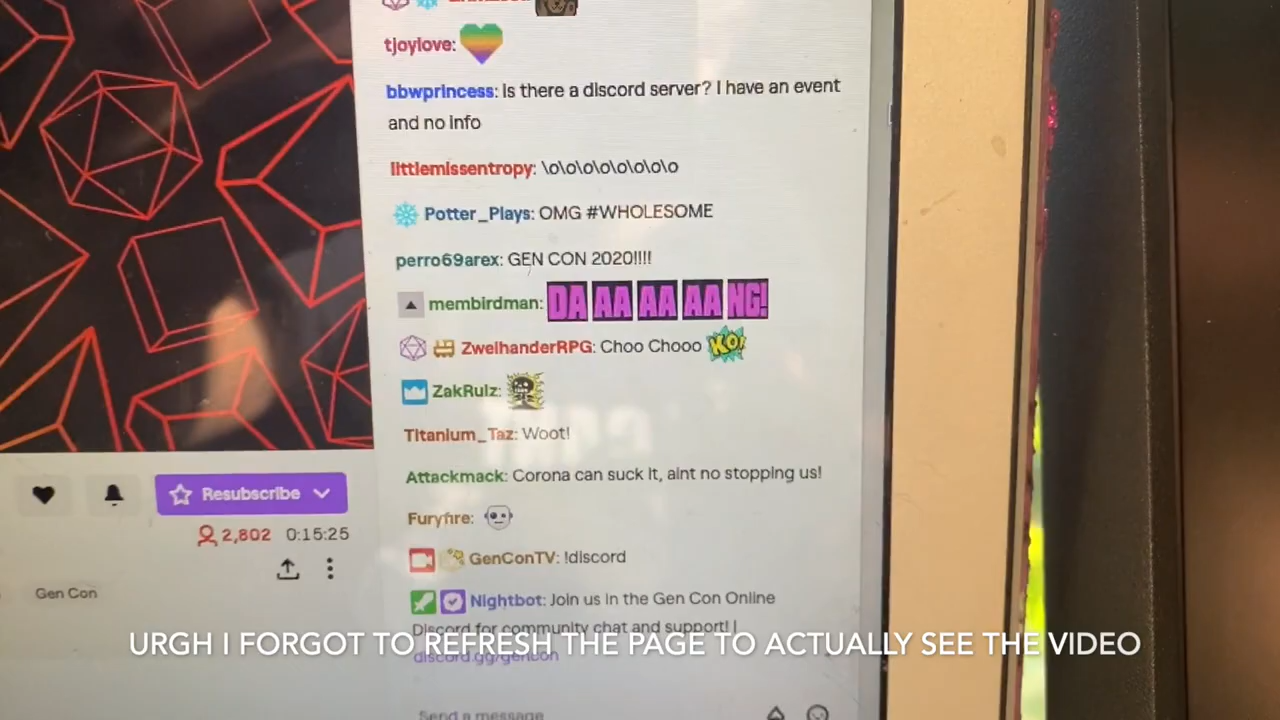 tjoylove:
bbwprincess: Is there a discord server? I have an event
and no info
littlemissentropy: \o\o\o\o\o\o\o
Potter_Plays: OMG #WHOLESOME
perro69arex: GEN CON 2020!!!!
membirdman: DA AA AA AA NG!
ZweihanderRPG: Choo Chooo KO!
ZakRulz:
Titanium_Taz: Woot!
Attackmack: Corona can suck it, aint no stopping us!
Resubscribe
Furyfire:
2,802 0:15:25
GenConTV: !discord
Gen Con
Nightbot: Join us in the Gen Con Online
Discord for community chat and support! |
discord.gg/gencon
URGH I FORGOT TO REFRESH THE PAGE TO ACTUALLY SEE THE VIDEO
Send a message